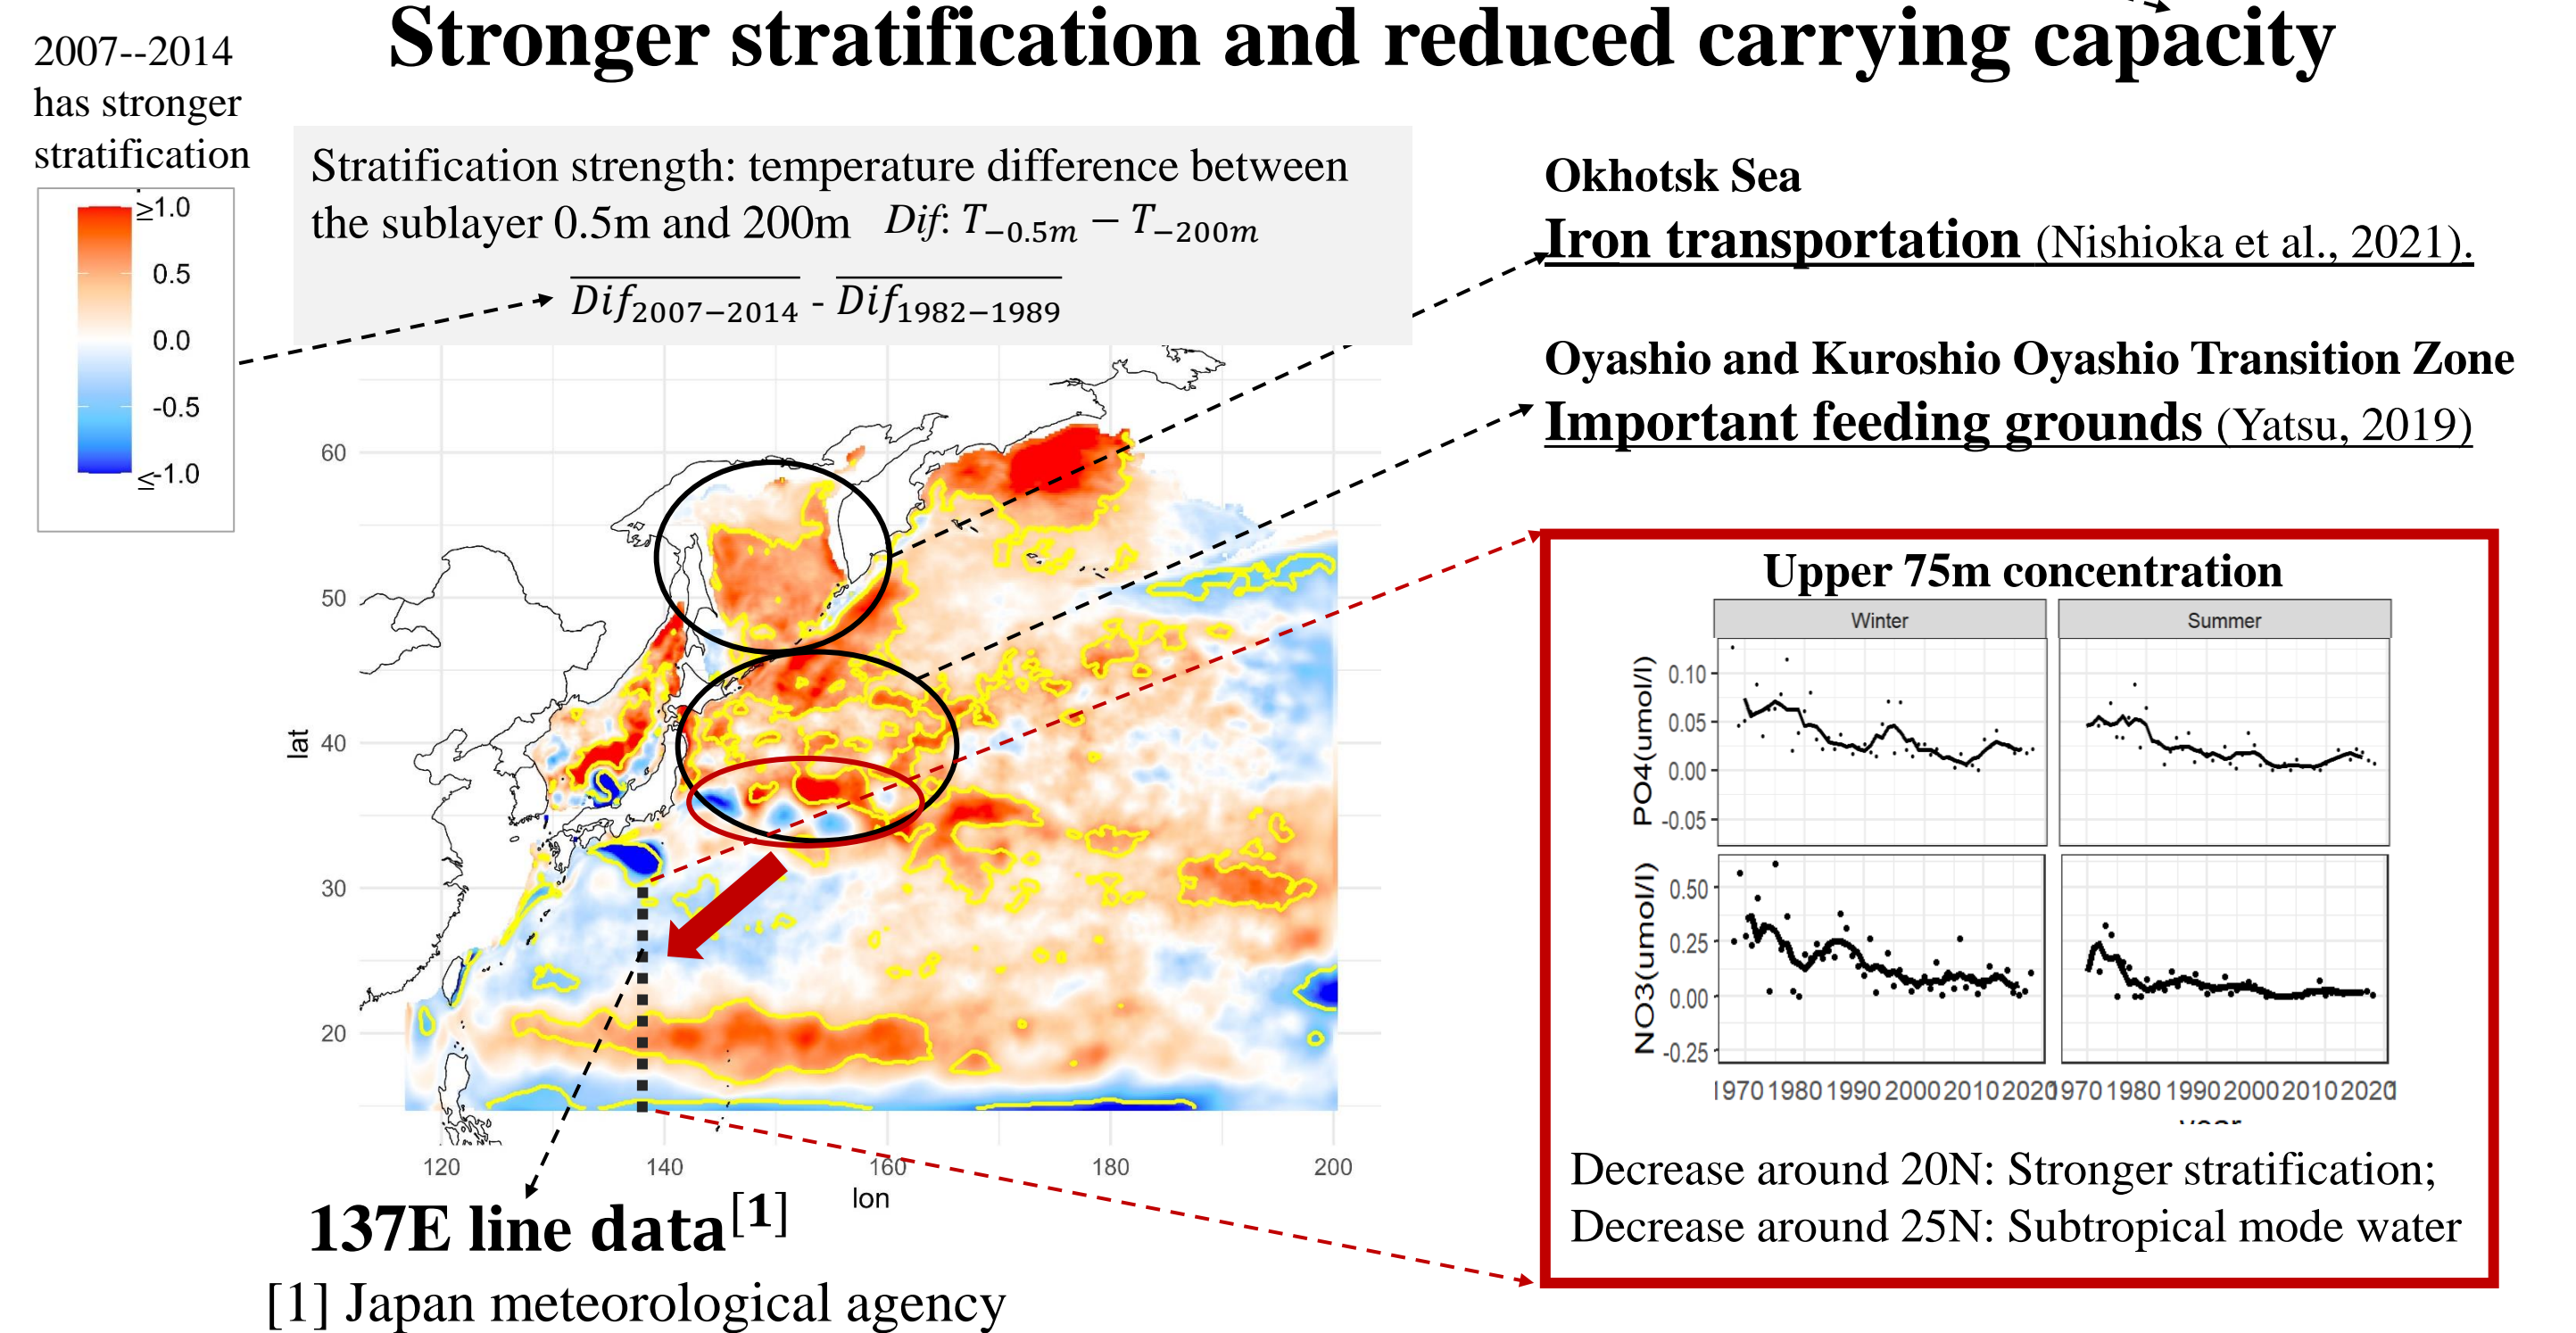 Stronger stratification and reduced carrying capacity
2007--2014
has stronger
stratification
≥1.0
0.5
0.0
-0.5
≤-1.0
Stratification strength: temperature difference between
the sublayer 0.5m and 200m Dif: T₋₀.₅ₘ − T₋₂₀₀ₘ
Dif2007−2014 - Dif1982−1989
Okhotsk Sea
Iron transportation (Nishioka et al., 2021).
Oyashio and Kuroshio Oyashio Transition Zone
Important feeding grounds (Yatsu, 2019)
lat
60
50
40
30
20
120 140 160 180 200
lon
137E line data[1]
[1] Japan meteorological agency
Upper 75m concentration
Winter Summer
PO4(umol/l)
0.10
0.05
0.00
-0.05
NO3(umol/l)
0.50
0.25
0.00
-0.25
1970 1980 1990 2000 2010 2020 1970 1980 1990 2000 2010 2020
year
Decrease around 20N: Stronger stratification;
Decrease around 25N: Subtropical mode water